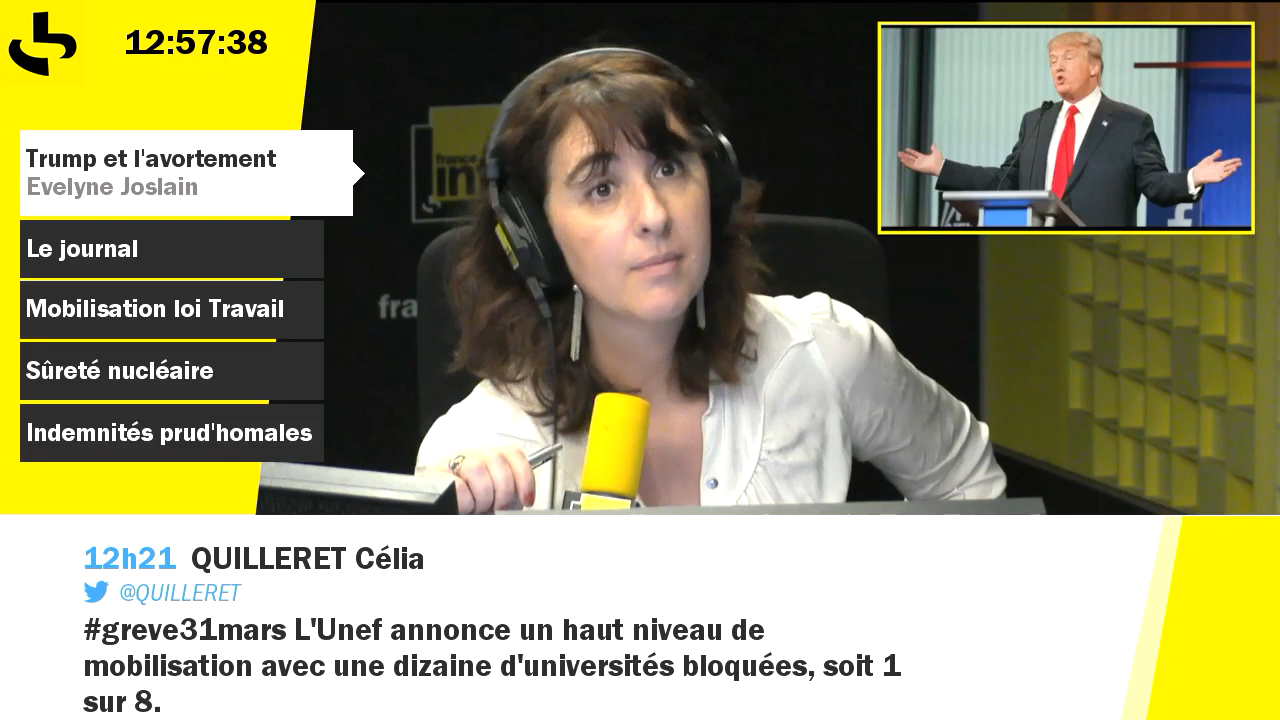 12:57:38
Trump et l'avortement
Evelyne Joslain
Le journal
Mobilisation loi Travail
Sûreté nucléaire
Indemnités prud'homales
france
fra
12h21 QUILLERET Célia
@QUILLERET
#greve31mars L'Unef annonce un haut niveau de
mobilisation avec une dizaine d'universités bloquées, soit 1
sur 8.